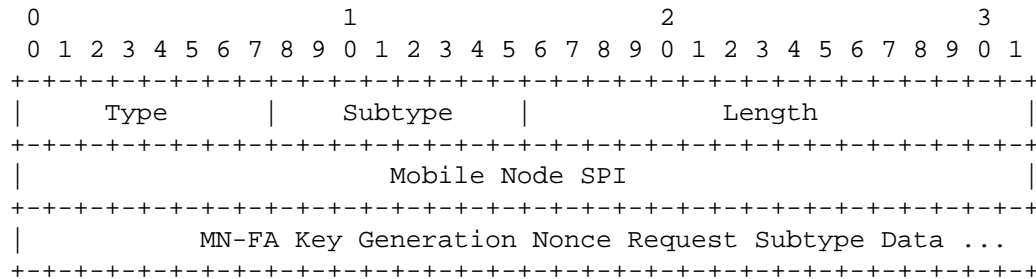 0                   1                   2                   3
 0 1 2 3 4 5 6 7 8 9 0 1 2 3 4 5 6 7 8 9 0 1 2 3 4 5 6 7 8 9 0 1
+-+-+-+-+-+-+-+-+-+-+-+-+-+-+-+-+-+-+-+-+-+-+-+-+-+-+-+-+-+-+-+-+
|     Type      |    Subtype    |            Length             |
+-+-+-+-+-+-+-+-+-+-+-+-+-+-+-+-+-+-+-+-+-+-+-+-+-+-+-+-+-+-+-+-+
|                       Mobile Node SPI                         |
+-+-+-+-+-+-+-+-+-+-+-+-+-+-+-+-+-+-+-+-+-+-+-+-+-+-+-+-+-+-+-+-+
|           MN-FA Key Generation Nonce Request Subtype Data ...
+-+-+-+-+-+-+-+-+-+-+-+-+-+-+-+-+-+-+-+-+-+-+-+-+-+-+-+-+-+-+-+-+